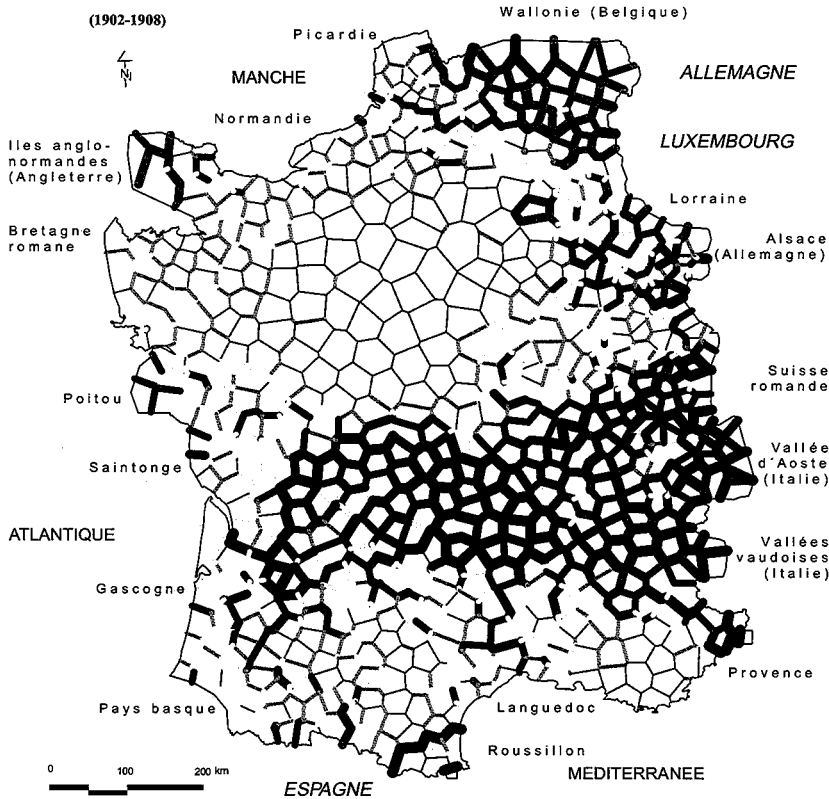 Wallonie (Belgique)
(1902-1908)
Picardie
N
MANCHE
ALLEMAGNE
Normandie
LUXEMBOURG
Iles anglo-
normandes
(Angleterre)
Lorraine
Bretagne
romane
Alsace
(Allemagne)
Suisse
romande
Poitou
Vallée
d'Aoste
(Italie)
Saintonge
ATLANTIQUE
Vallées
vaudoises
(Italie)
Gascogne
Provence
Pays basque
Languedoc
Roussillon
0 100 200 km
ESPAGNE
MEDITERRANEE